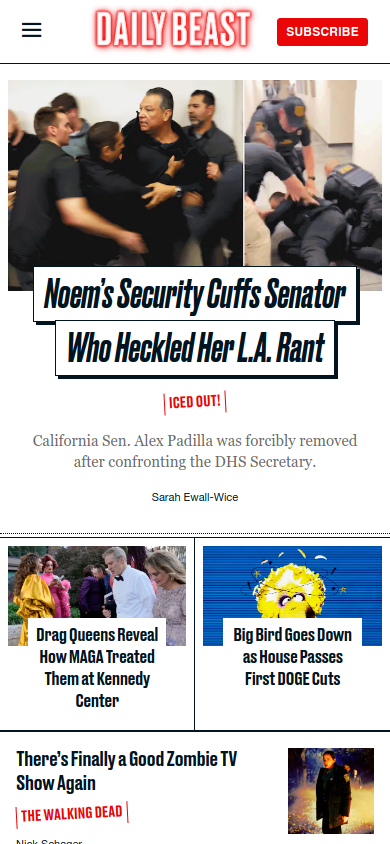 DAILY BEAST
SUBSCRIBE
Noem's Security Cuffs Senator
Who Heckled Her L.A. Rant
ICED OUT!
California Sen. Alex Padilla was forcibly removed
after confronting the DHS Secretary.
Sarah Ewall-Wice
Drag Queens Reveal
How MAGA Treated
Them at Kennedy
Center
Big Bird Goes Down
as House Passes
First DOGE Cuts
There's Finally a Good Zombie TV
Show Again
THE WALKING DEAD
Nick Schager